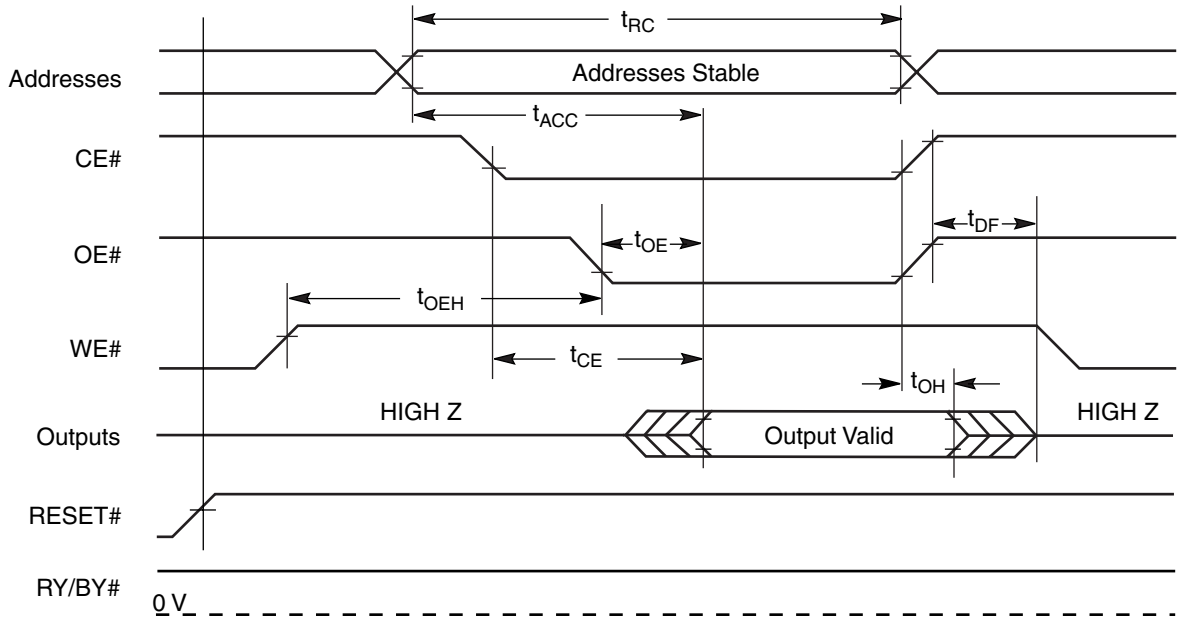 tRC
Addresses
Addresses Stable
tACC
CE#
tDF
OE#
tOE
tOEH
WE#
tCE
tOH
HIGH Z
HIGH Z
Outputs
Output Valid
RESET#
RY/BY#
0 V